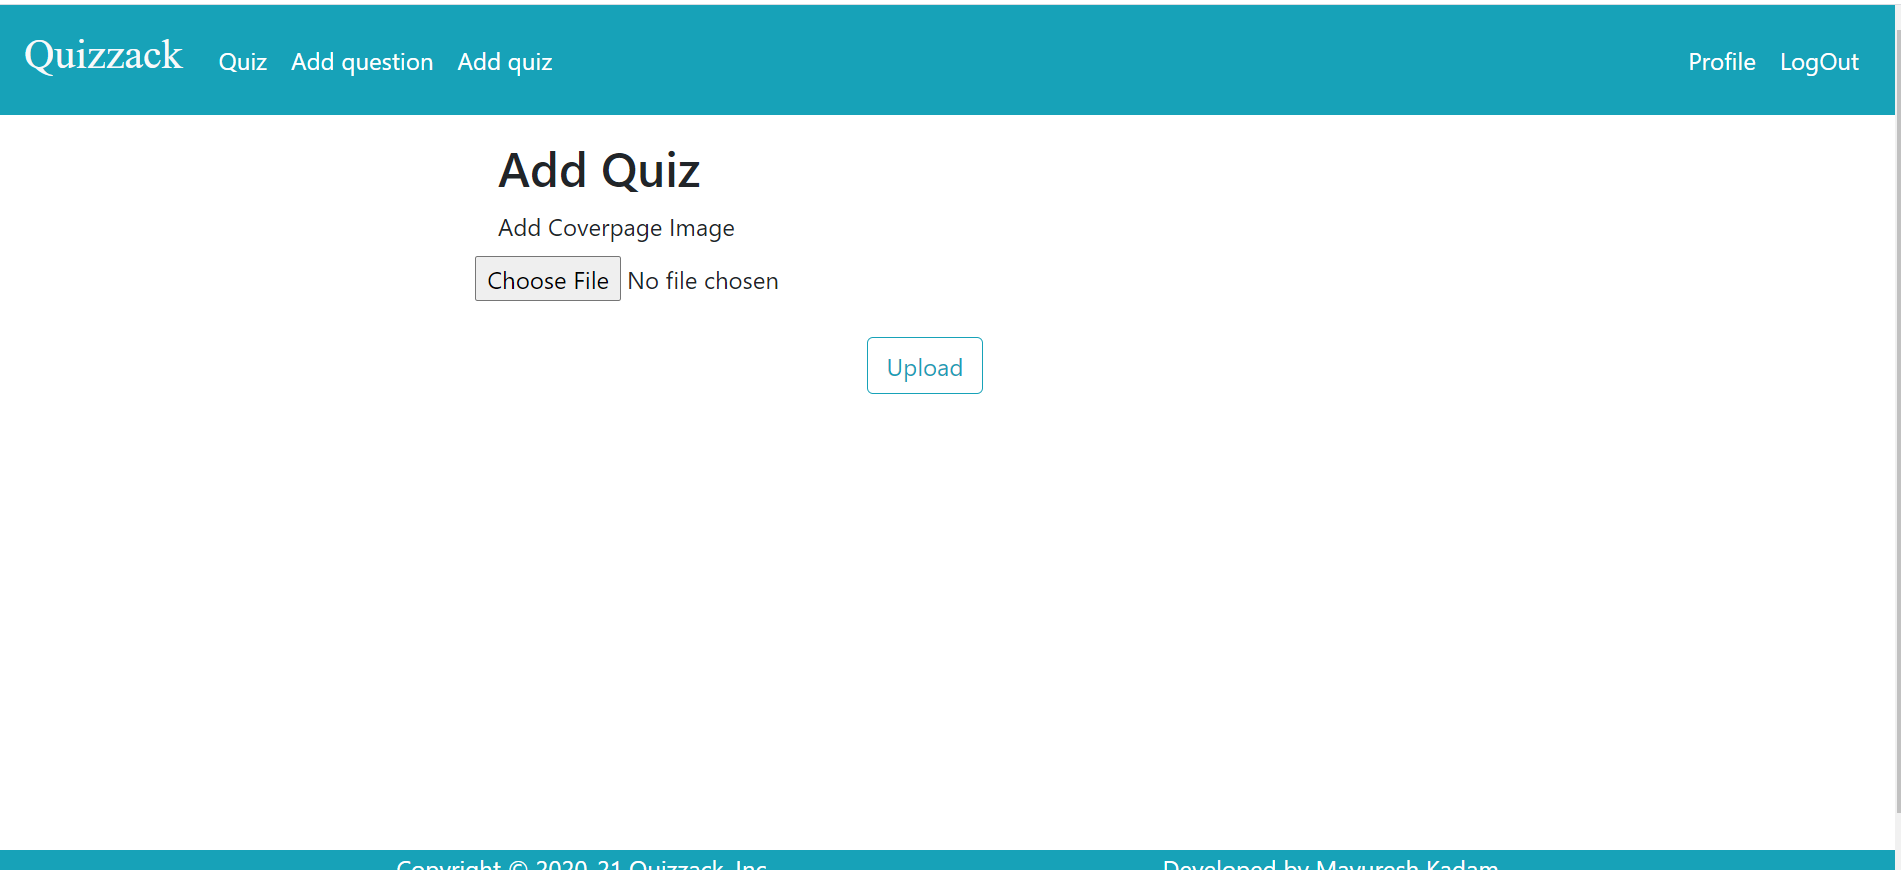 Quizzack Quiz Add question Add quiz Profile LogOut
Add Quiz
Add Coverpage Image
Choose File No file chosen
Upload
Copyright © 2020-21 Quizzack, Inc Developed by Mayuresh Kadam